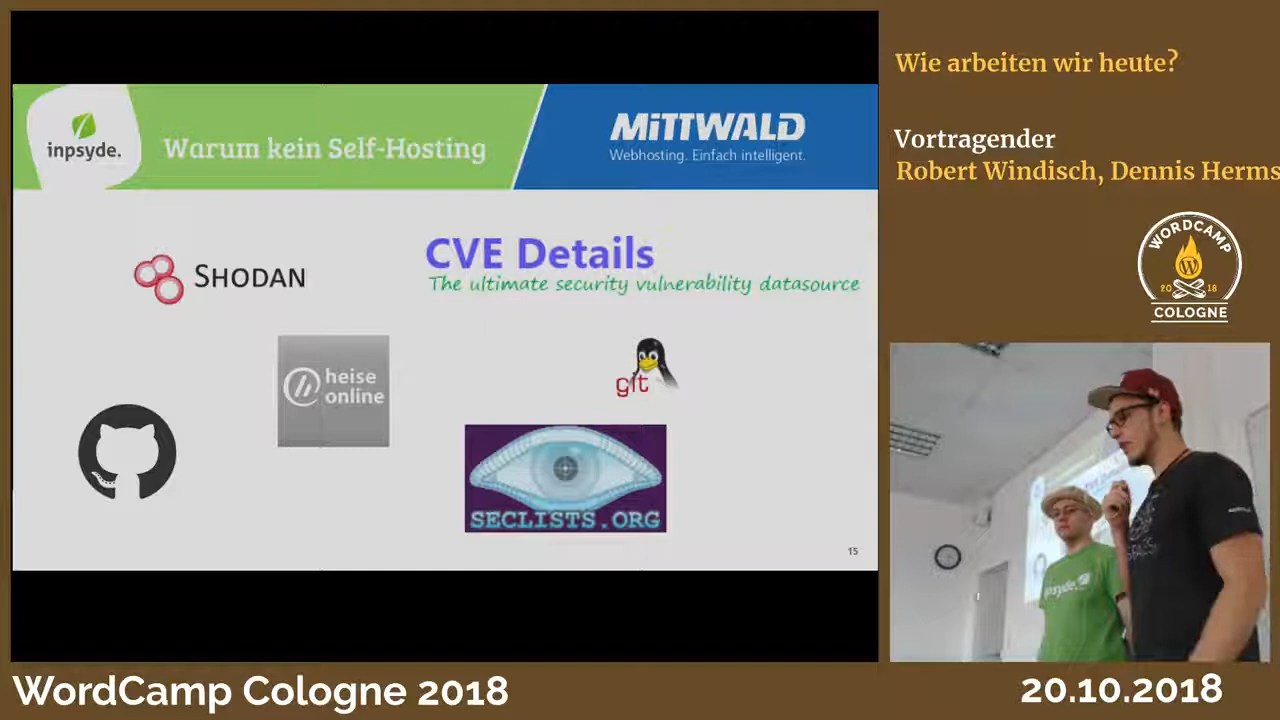 inpsyde.
Warum kein Self-Hosting
MITTWALD
Webhosting. Einfach intelligent.
SHODAN
CVE Details
The ultimate security vulnerability datasource
heise
online
git
SECLISTS.ORG
15
Wie arbeiten wir heute?
Vortragender
Robert Windisch, Dennis Herms
WORDCAMP
2018
COLOGNE
inpsyde.
WordCamp Cologne 2018
20.10.2018